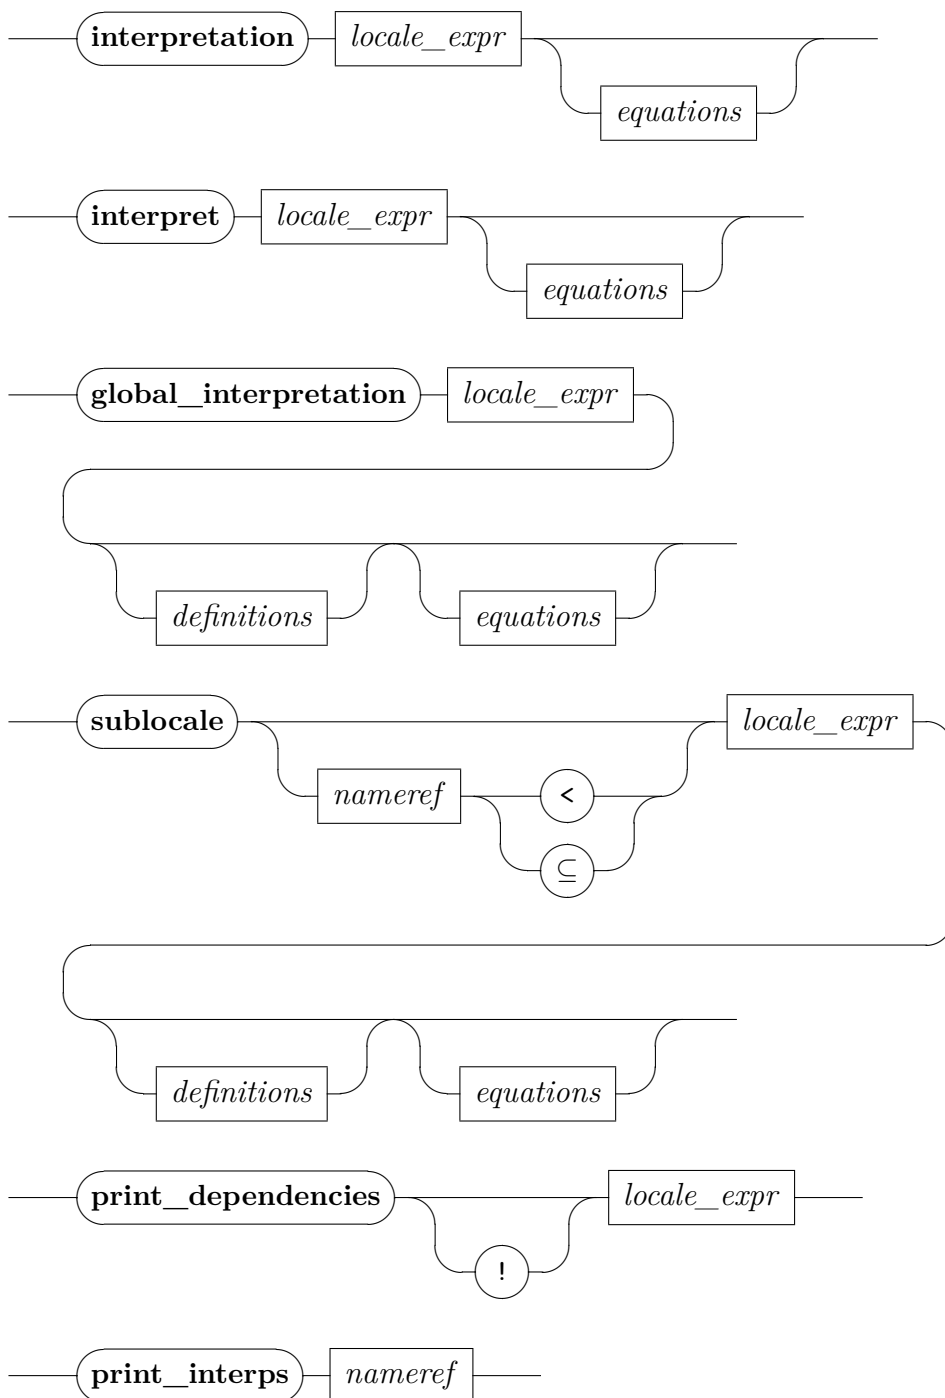 interpretation locale_expr
equations
interpret locale_expr
equations
global_interpretation locale_expr
definitions equations
sublocale locale_expr
nameref <
⊆
definitions equations
print_dependencies locale_expr
!
print_interps nameref